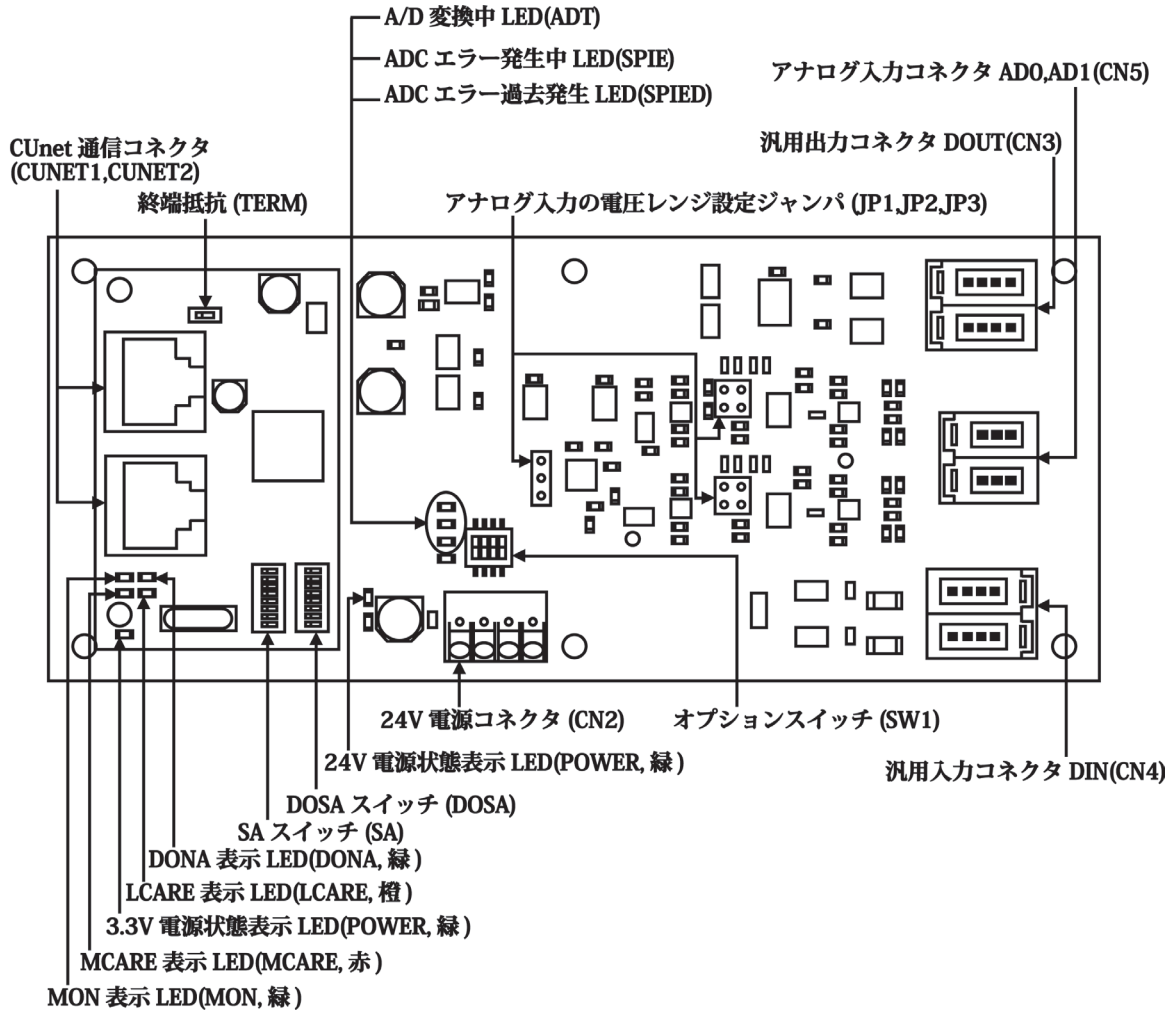 A/D 変換中 LED(ADT)
ADC エラー発生中 LED(SPIE)
ADC エラー過去発生 LED(SPIED)
アナログ入力コネクタ AD0,AD1(CN5)
汎用出力コネクタ DOUT(CN3)
CUnet 通信コネクタ
(CUNET1,CUNET2)
終端抵抗 (TERM)
アナログ入力の電圧レンジ設定ジャンパ (JP1,JP2,JP3)
24V 電源コネクタ (CN2)
オプションスイッチ (SW1)
24V 電源状態表示 LED(POWER, 緑 )
汎用入力コネクタ DIN(CN4)
DOSA スイッチ (DOSA)
SA スイッチ (SA)
DONA 表示 LED(DONA, 緑 )
LCARE 表示 LED(LCARE, 橙 )
3.3V 電源状態表示 LED(POWER, 緑 )
MCARE 表示 LED(MCARE, 赤 )
MON 表示 LED(MON, 緑 )